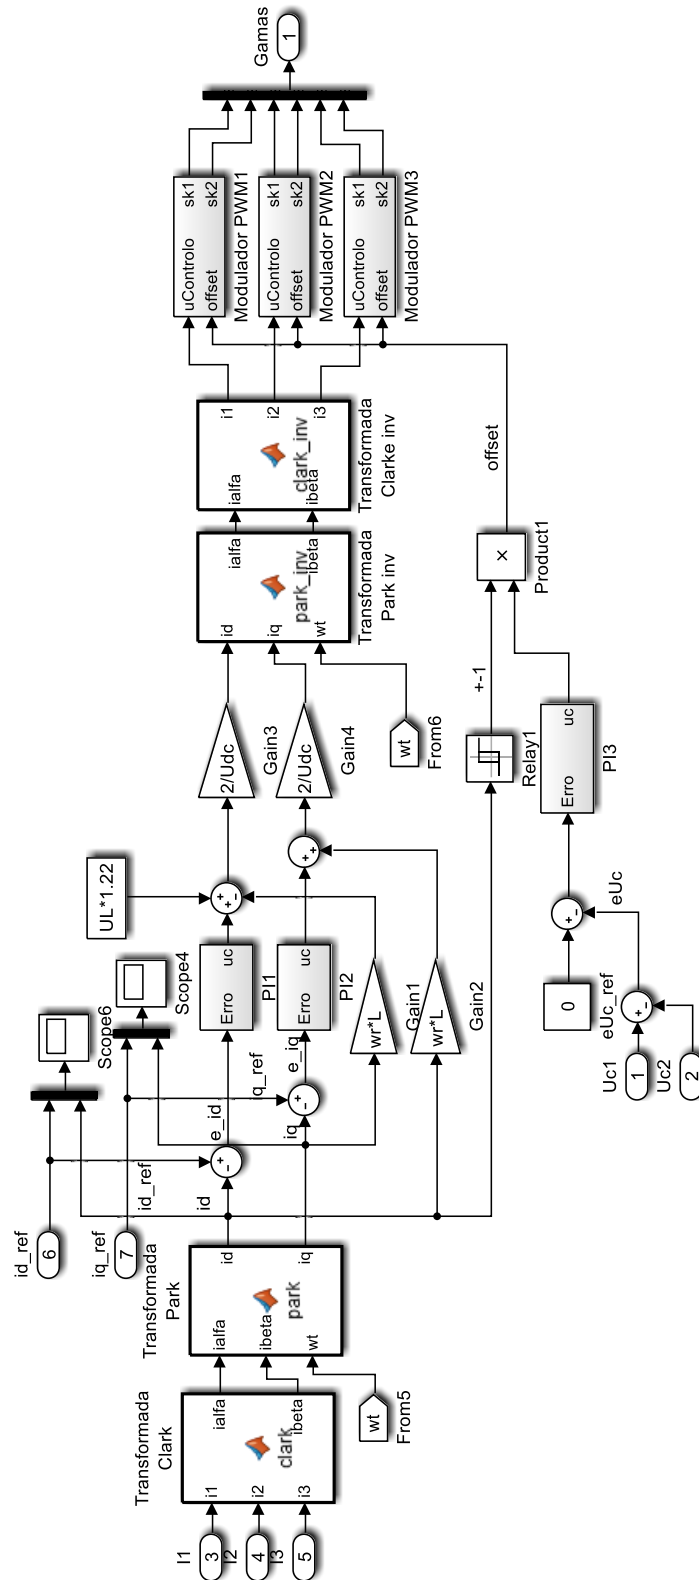 I1
3
I2
4
I3
5
Transformada
Clark
i1
i2
i3
clark
ialfa
ibeta
wt
From5
Transformada
Park
ialfa
ibeta
wt
park
id
iq
id_ref
6
iq_ref
7
id_ref
id
e_id
iq_ref
iq
e_iq
Scope6
Scope4
UL*1.22
Erro
uc
PI1
Erro
uc
PI2
wr*L
Gain1
wr*L
Gain2
2/Udc
Gain3
2/Udc
Gain4
wt
From6
id
iq
wt
park_inv
ialfa
ibeta
Transformada
Park inv
ialfa
ibeta
clark_inv
i1
i2
i3
Transformada
Clarke inv
uControlo
offset
sk1
sk2
Modulador PWM1
uControlo
offset
sk1
sk2
Modulador PWM2
uControlo
offset
sk1
sk2
Modulador PWM3
Gamas
1
Uc1
1
Uc2
2
0
eUc_ref
eUc
Erro
uc
PI3
Relay1
+-1
×
Product1
offset